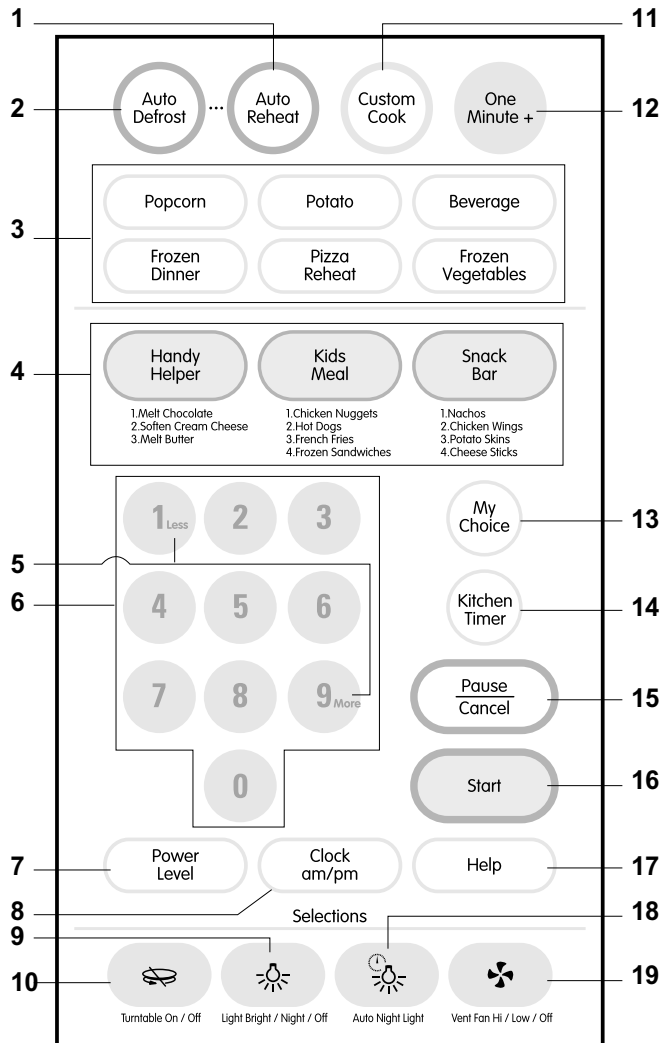 1
11
2
Auto
Defrost
...
Auto
Reheat
Custom
Cook
One
Minute +
12
3
Popcorn
Potato
Beverage
Frozen
Dinner
Pizza
Reheat
Frozen
Vegetables
4
Handy
Helper
Kids
Meal
Snack
Bar
1.Melt Chocolate
2.Soften Cream Cheese
3.Melt Butter
1.Chicken Nuggets
2.Hot Dogs
3.French Fries
4.Frozen Sandwiches
1.Nachos
2.Chicken Wings
3.Potato Skins
4.Cheese Sticks
1 Less
2
3
My
Choice
13
5
6
4
5
6
Kitchen
Timer
14
7
8
9 More
Pause
Cancel
15
0
Start
16
7
Power
Level
Clock
am/pm
Help
17
8
Selections
18
9
10
19
Turntable On / Off
Light Bright / Night / Off
Auto Night Light
Vent Fan Hi / Low / Off